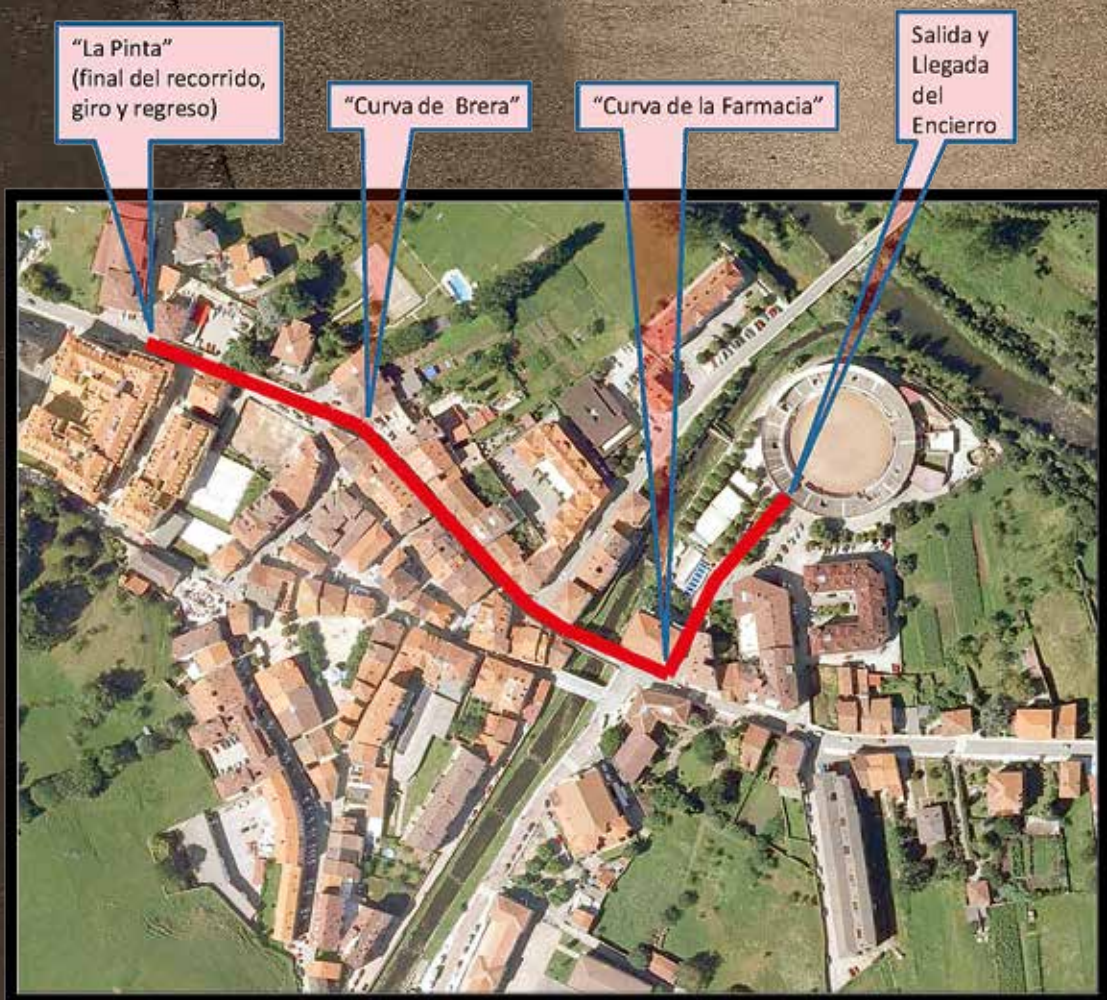 “La Pinta”
(final del recorrido,
giro y regreso)
“Curva de Brera”
“Curva de la Farmacia”
Salida y
Llegada
del
Encierro